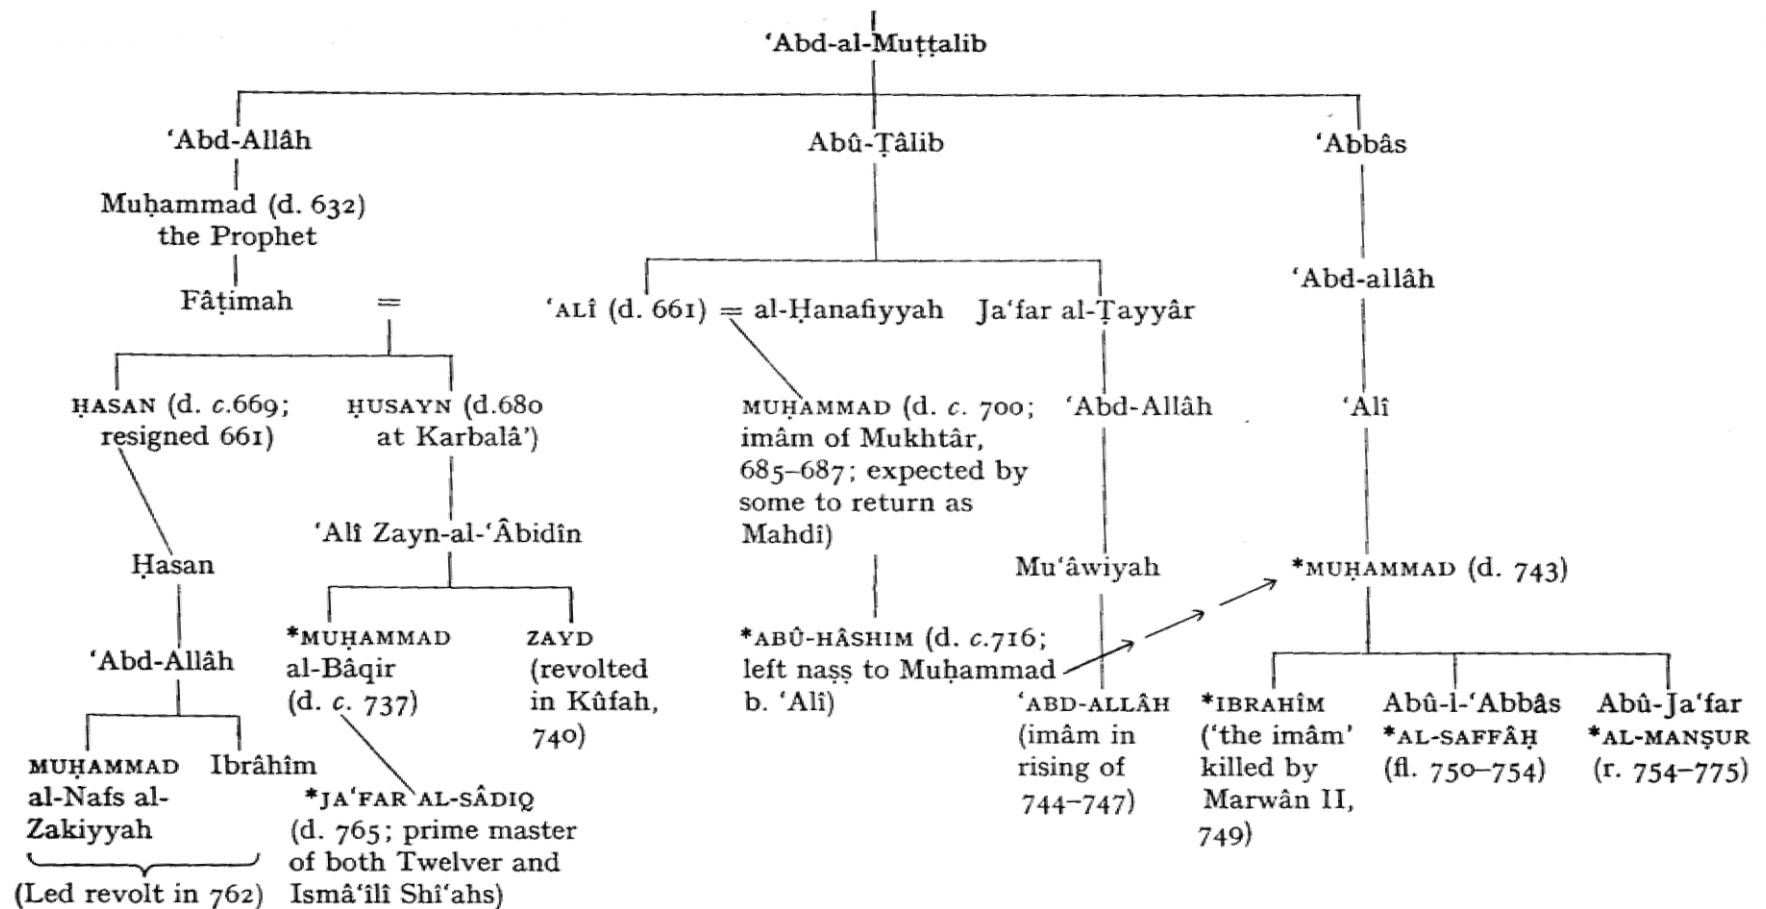 ‘Abd-al-Muṭṭalib
‘Abd-Allâh
Abû-Ṭâlib
‘Abbâs
Muḥammad (d. 632)
the Prophet
‘Abd-allâh
Fâṭimah =
‘ALÎ (d. 661) = al-Ḥanafiyyah
Ja‘far al-Ṭayyâr
ḤASAN (d. c.669;
resigned 661)
ḤUSAYN (d.680
at Karbalâ’)
MUḤAMMAD (d. c. 700;
imâm of Mukhtâr,
685–687; expected by
some to return as
Mahdî)
‘Abd-Allâh
‘Alî
‘Alî Zayn-al-‘Âbidîn
Ḥasan
Mu‘âwiyah
*MUḤAMMAD (d. 743)
‘Abd-Allâh
*MUḤAMMAD
al-Bâqir
(d. c. 737)
ZAYD
(revolted
in Kûfah,
740)
*ABÛ-HÂSHIM (d. c.716;
left naṣṣ to Muḥammad
b. ‘Alî)
‘ABD-ALLÂH
(imâm in
rising of
744–747)
*IBRAHÎM
(‘the imâm’
killed by
Marwân II,
749)
Abû-l-‘Abbâs
*AL-SAFFÂḤ
(fl. 750–754)
Abû-Ja‘far
*AL-MANṢUR
(r. 754–775)
MUḤAMMAD
al-Nafs al-
Zakiyyah
Ibrâhîm
(Led revolt in 762)
*JA‘FAR AL-SÂDIQ
(d. 765; prime master
of both Twelver and
Ismâ‘îlî Shî‘ahs)